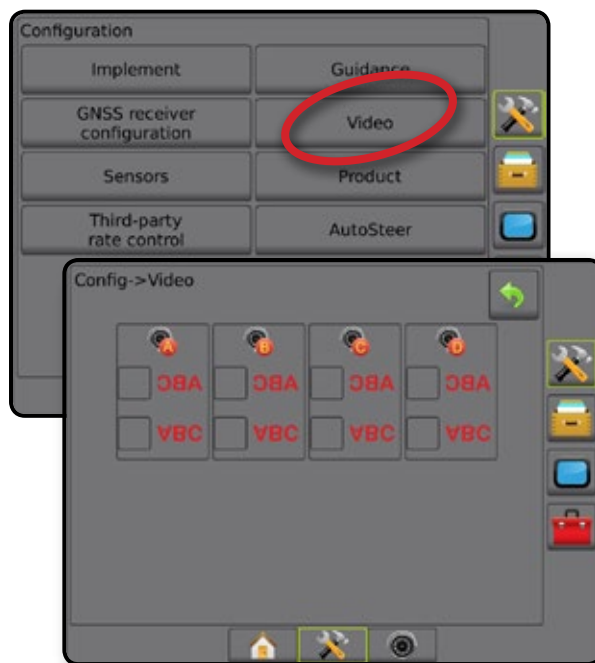 Configuration
Implement
Guidance
GNSS receiver
configuration
Video
Sensors
Product
Third-party
rate control
AutoSteer
Config->Video
A B C D
ABC ABC ABC ABC
ABC ABC ABC ABC